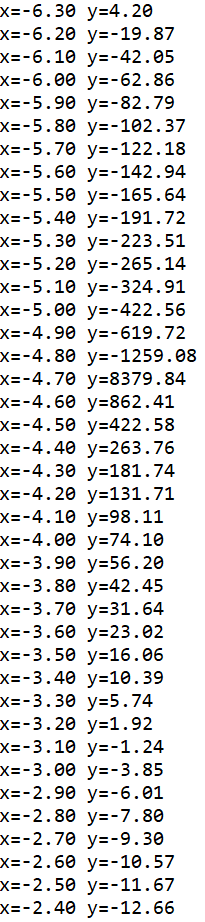 x=-6.30 y=4.20
x=-6.20 y=-19.87
x=-6.10 y=-42.05
x=-6.00 y=-62.86
x=-5.90 y=-82.79
x=-5.80 y=-102.37
x=-5.70 y=-122.18
x=-5.60 y=-142.94
x=-5.50 y=-165.64
x=-5.40 y=-191.72
x=-5.30 y=-223.51
x=-5.20 y=-265.14
x=-5.10 y=-324.91
x=-5.00 y=-422.56
x=-4.90 y=-619.72
x=-4.80 y=-1259.08
x=-4.70 y=8379.84
x=-4.60 y=862.41
x=-4.50 y=422.58
x=-4.40 y=263.76
x=-4.30 y=181.74
x=-4.20 y=131.71
x=-4.10 y=98.11
x=-4.00 y=74.10
x=-3.90 y=56.20
x=-3.80 y=42.45
x=-3.70 y=31.64
x=-3.60 y=23.02
x=-3.50 y=16.06
x=-3.40 y=10.39
x=-3.30 y=5.74
x=-3.20 y=1.92
x=-3.10 y=-1.24
x=-3.00 y=-3.85
x=-2.90 y=-6.01
x=-2.80 y=-7.80
x=-2.70 y=-9.30
x=-2.60 y=-10.57
x=-2.50 y=-11.67
x=-2.40 y=-12.66